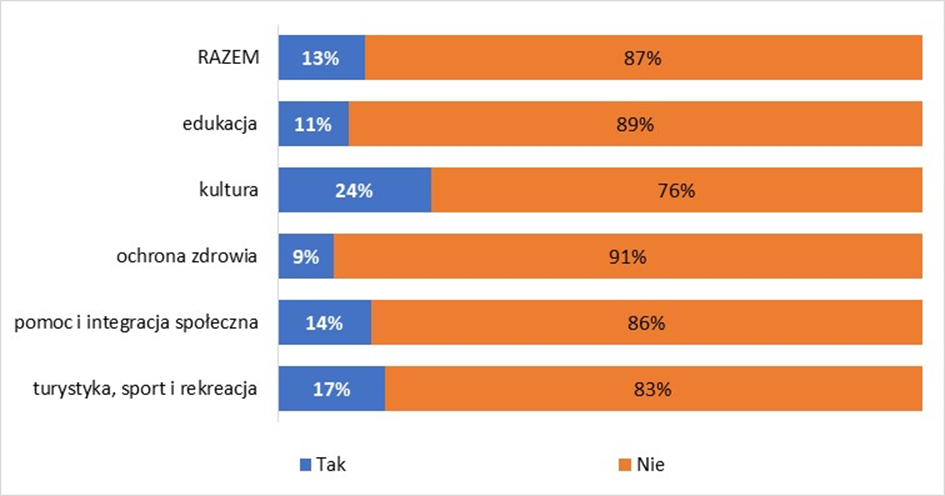 RAZEM 13% 87%
edukacja 11% 89%
kultura 24% 76%
ochrona zdrowia 9% 91%
pomoc i integracja społeczna 14% 86%
turystyka, sport i rekreacja 17% 83%
Tak Nie